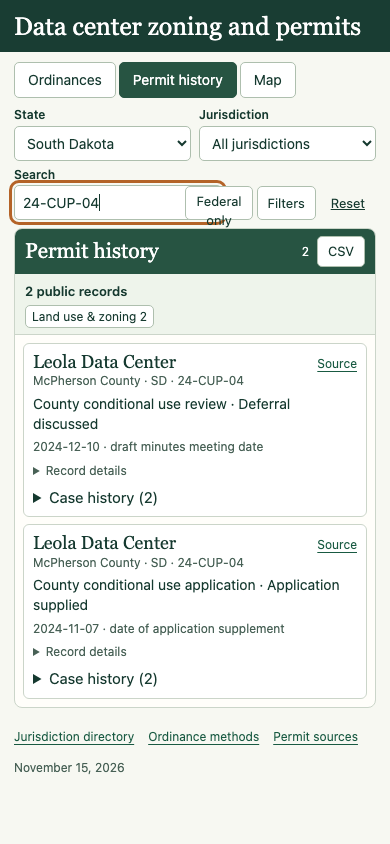 Data center zoning and permits
Ordinances Permit history Map
State Jurisdiction
South Dakota All jurisdictions
Search
24-CUP-04 Federal only Filters Reset
Permit history 2 CSV
2 public records
Land use & zoning 2
Leola Data Center Source
McPherson County · SD · 24-CUP-04
County conditional use review · Deferral
discussed
2024-12-10 · draft minutes meeting date
Record details
Case history (2)
Leola Data Center Source
McPherson County · SD · 24-CUP-04
County conditional use application · Application
supplied
2024-11-07 · date of application supplement
Record details
Case history (2)
Jurisdiction directory Ordinance methods Permit sources
November 15, 2026